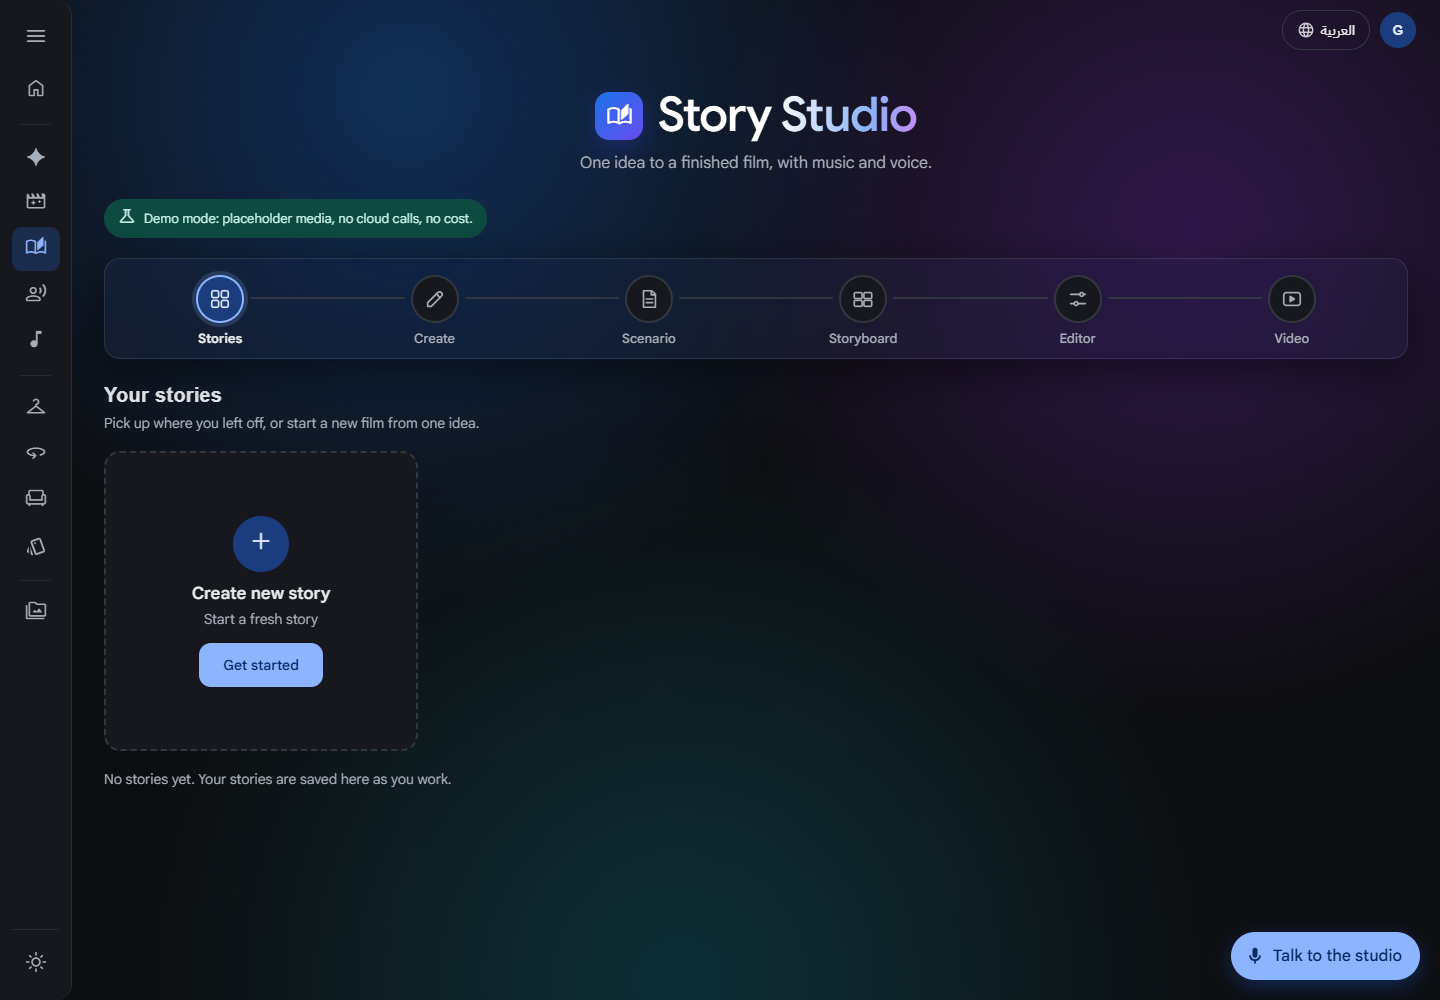 العربية
G
Story Studio
One idea to a finished film, with music and voice.
Demo mode: placeholder media, no cloud calls, no cost.
Stories
Create
Scenario
Storyboard
Editor
Video
Your stories
Pick up where you left off, or start a new film from one idea.
Create new story
Start a fresh story
Get started
No stories yet. Your stories are saved here as you work.
Talk to the studio